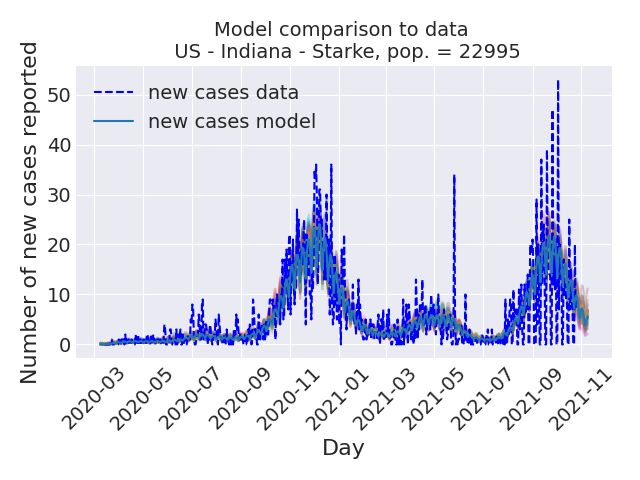 Model comparison to data
US - Indiana - Starke, pop. = 22995
Number of new cases reported
50
40
30
20
10
0
new cases data
new cases model
2020-03
2020-05
2020-07
2020-09
2020-11
2021-01
2021-03
2021-05
2021-07
2021-09
2021-11
Day